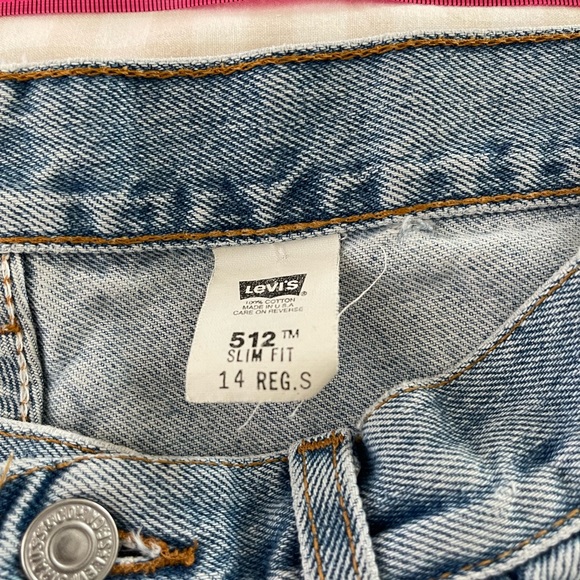 Levi's ®
100% COTTON
MADE IN U.S.A
CARE ON REVERSE
512™
SLIM FIT
14 REG.S